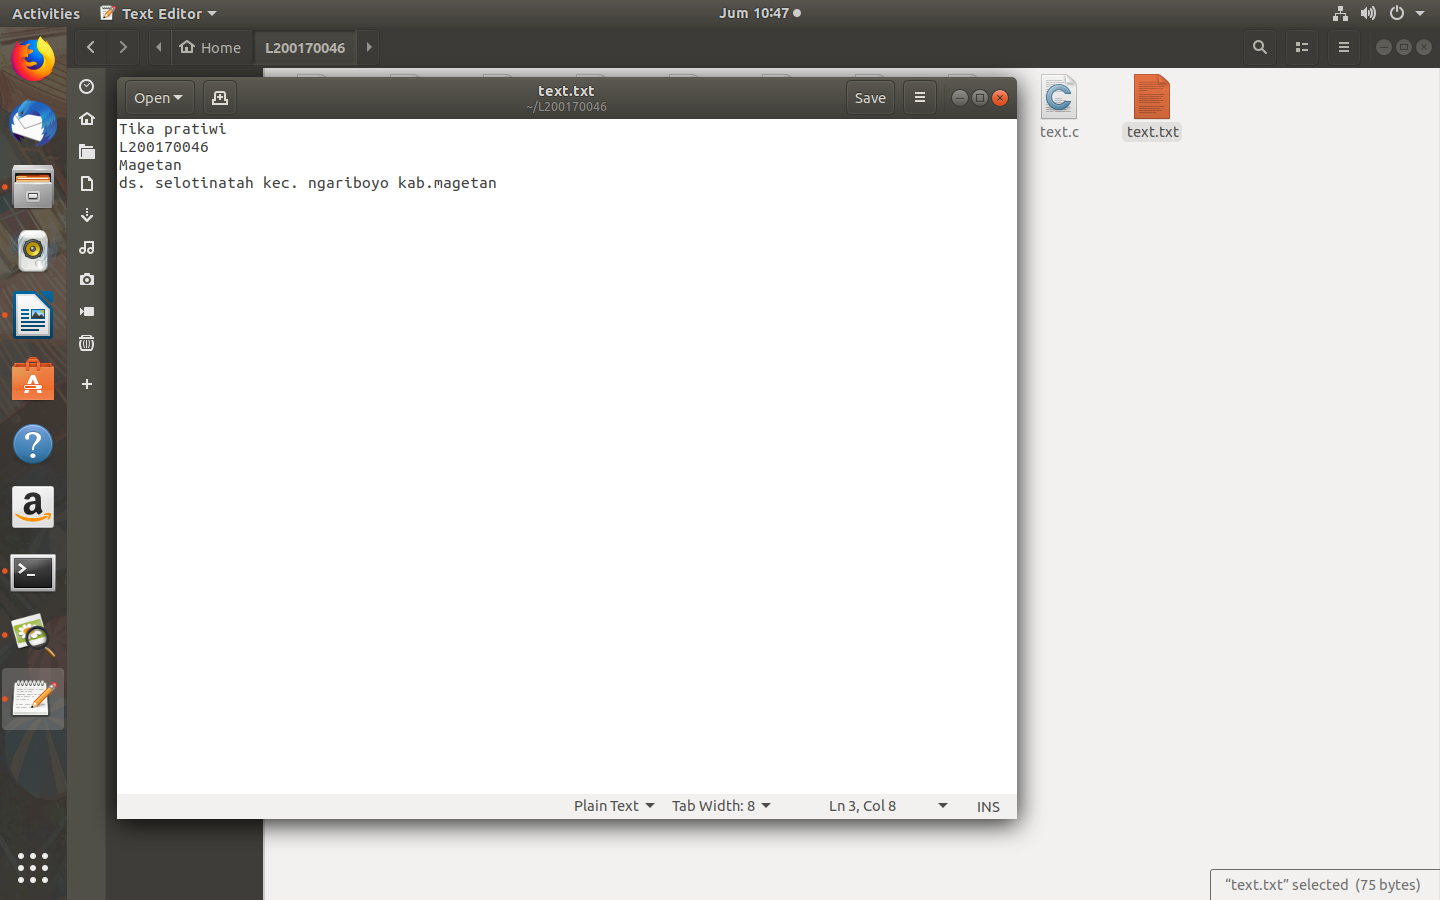 Activities Text Editor Jum 10:47
Home L200170046
Open text.txt Save
~/L200170046
Tika pratiwi
L200170046
Magetan
ds. selotinatah kec. ngariboyo kab.magetan
text.c text.txt
Plain Text Tab Width: 8 Ln 3, Col 8 INS
“text.txt” selected (75 bytes)